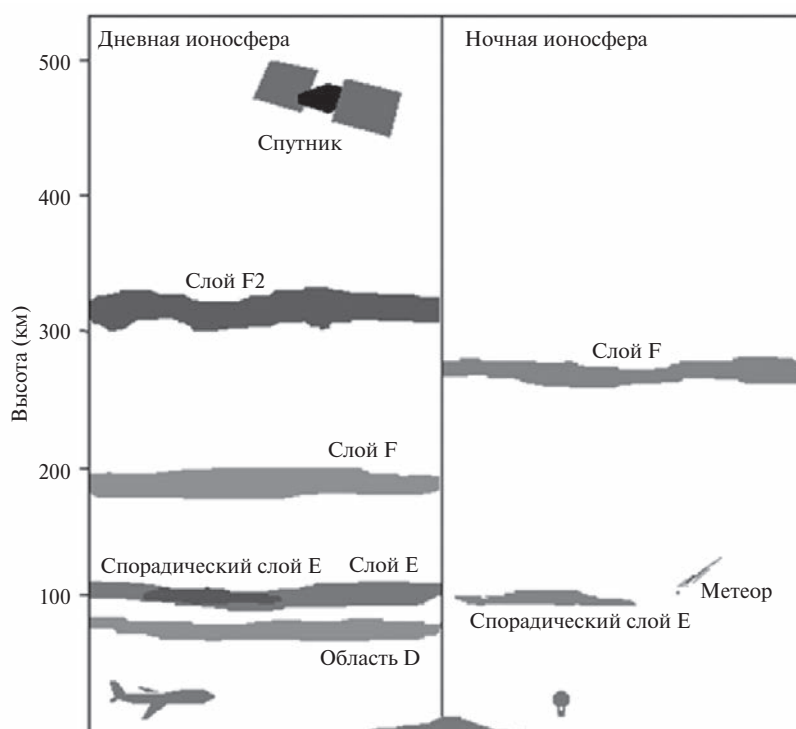 Дневная ионосфера
Ночная ионосфера
500
Спутник
400
Слой F2
300
Слой F
Высота (км)
Слой F
200
Спорадический слой E
Слой E
100
Метеор
Спорадический слой E
Область D